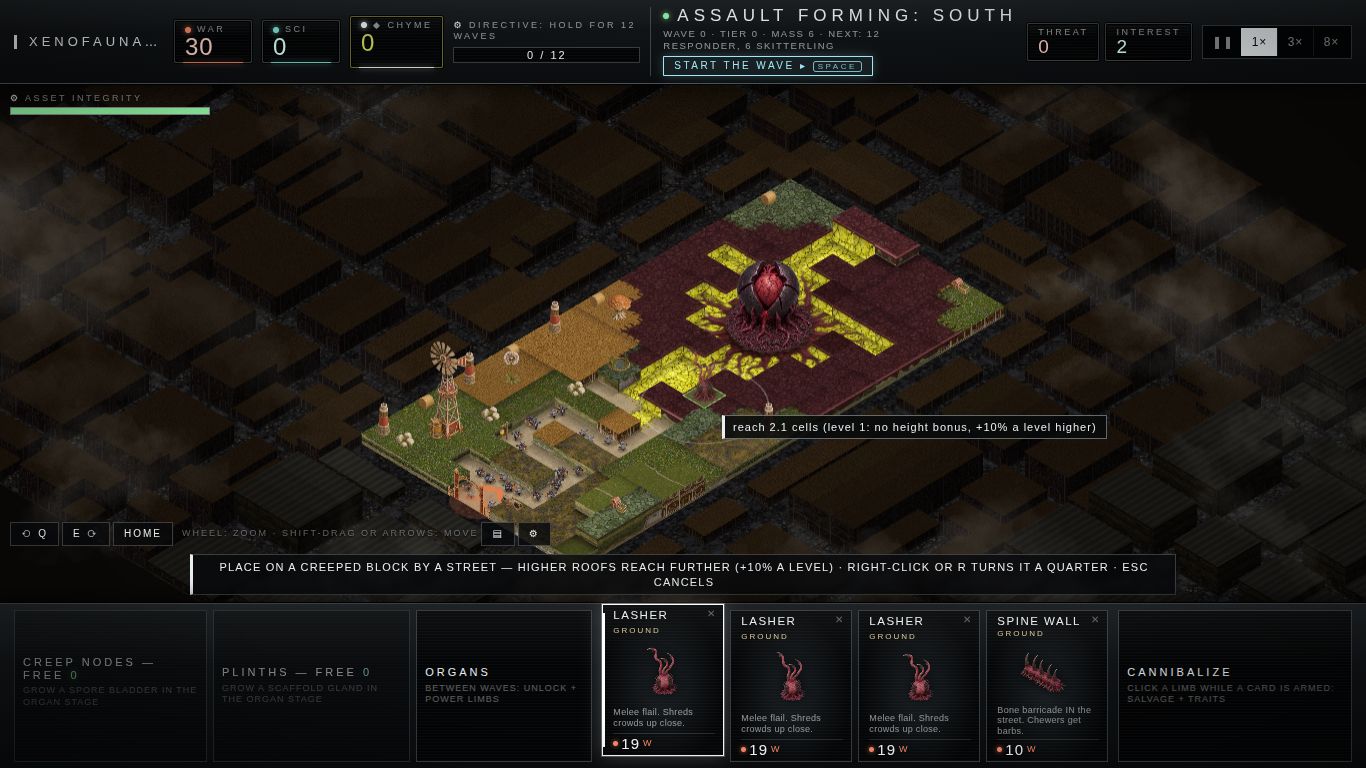 XENOFAUNA…
WAR
30
SCI
0
◆ CHYME
0
⚙ DIRECTIVE: HOLD FOR 12 WAVES
0 / 12
ASSAULT FORMING: SOUTH
WAVE 0 · TIER 0 · MASS 6 · NEXT: 12
RESPONDER, 6 SKITTERLING
START THE WAVE ▸ SPACE
THREAT
0
INTEREST
2
❚❚ 1× 3× 8×
⚙ ASSET INTEGRITY
reach 2.1 cells (level 1: no height bonus, +10% a level higher)
⟲ Q
E ⟳
HOME
WHEEL: ZOOM · SHIFT-DRAG OR ARROWS: MOVE
PLACE ON A CREEPED BLOCK BY A STREET — HIGHER ROOFS REACH FURTHER (+10% A LEVEL) · RIGHT-CLICK OR R TURNS IT A QUARTER · ESC
CANCELS
CREEP NODES —
FREE 0
GROW A SPORE BLADDER IN THE
ORGAN STAGE
PLINTHS — FREE 0
GROW A SCAFFOLD GLAND IN
THE ORGAN STAGE
ORGANS
BETWEEN WAVES: UNLOCK +
POWER LIMBS
LASHER ✕
GROUND
Melee flail. Shreds
crowds up close.
19 W
LASHER ✕
GROUND
Melee flail. Shreds
crowds up close.
19 W
LASHER ✕
GROUND
Melee flail. Shreds
crowds up close.
19 W
SPINE WALL ✕
GROUND
Bone barricade IN the
street. Chewers get
barbs.
10 W
CANNIBALIZE
CLICK A LIMB WHILE A CARD IS ARMED:
SALVAGE + TRAITS